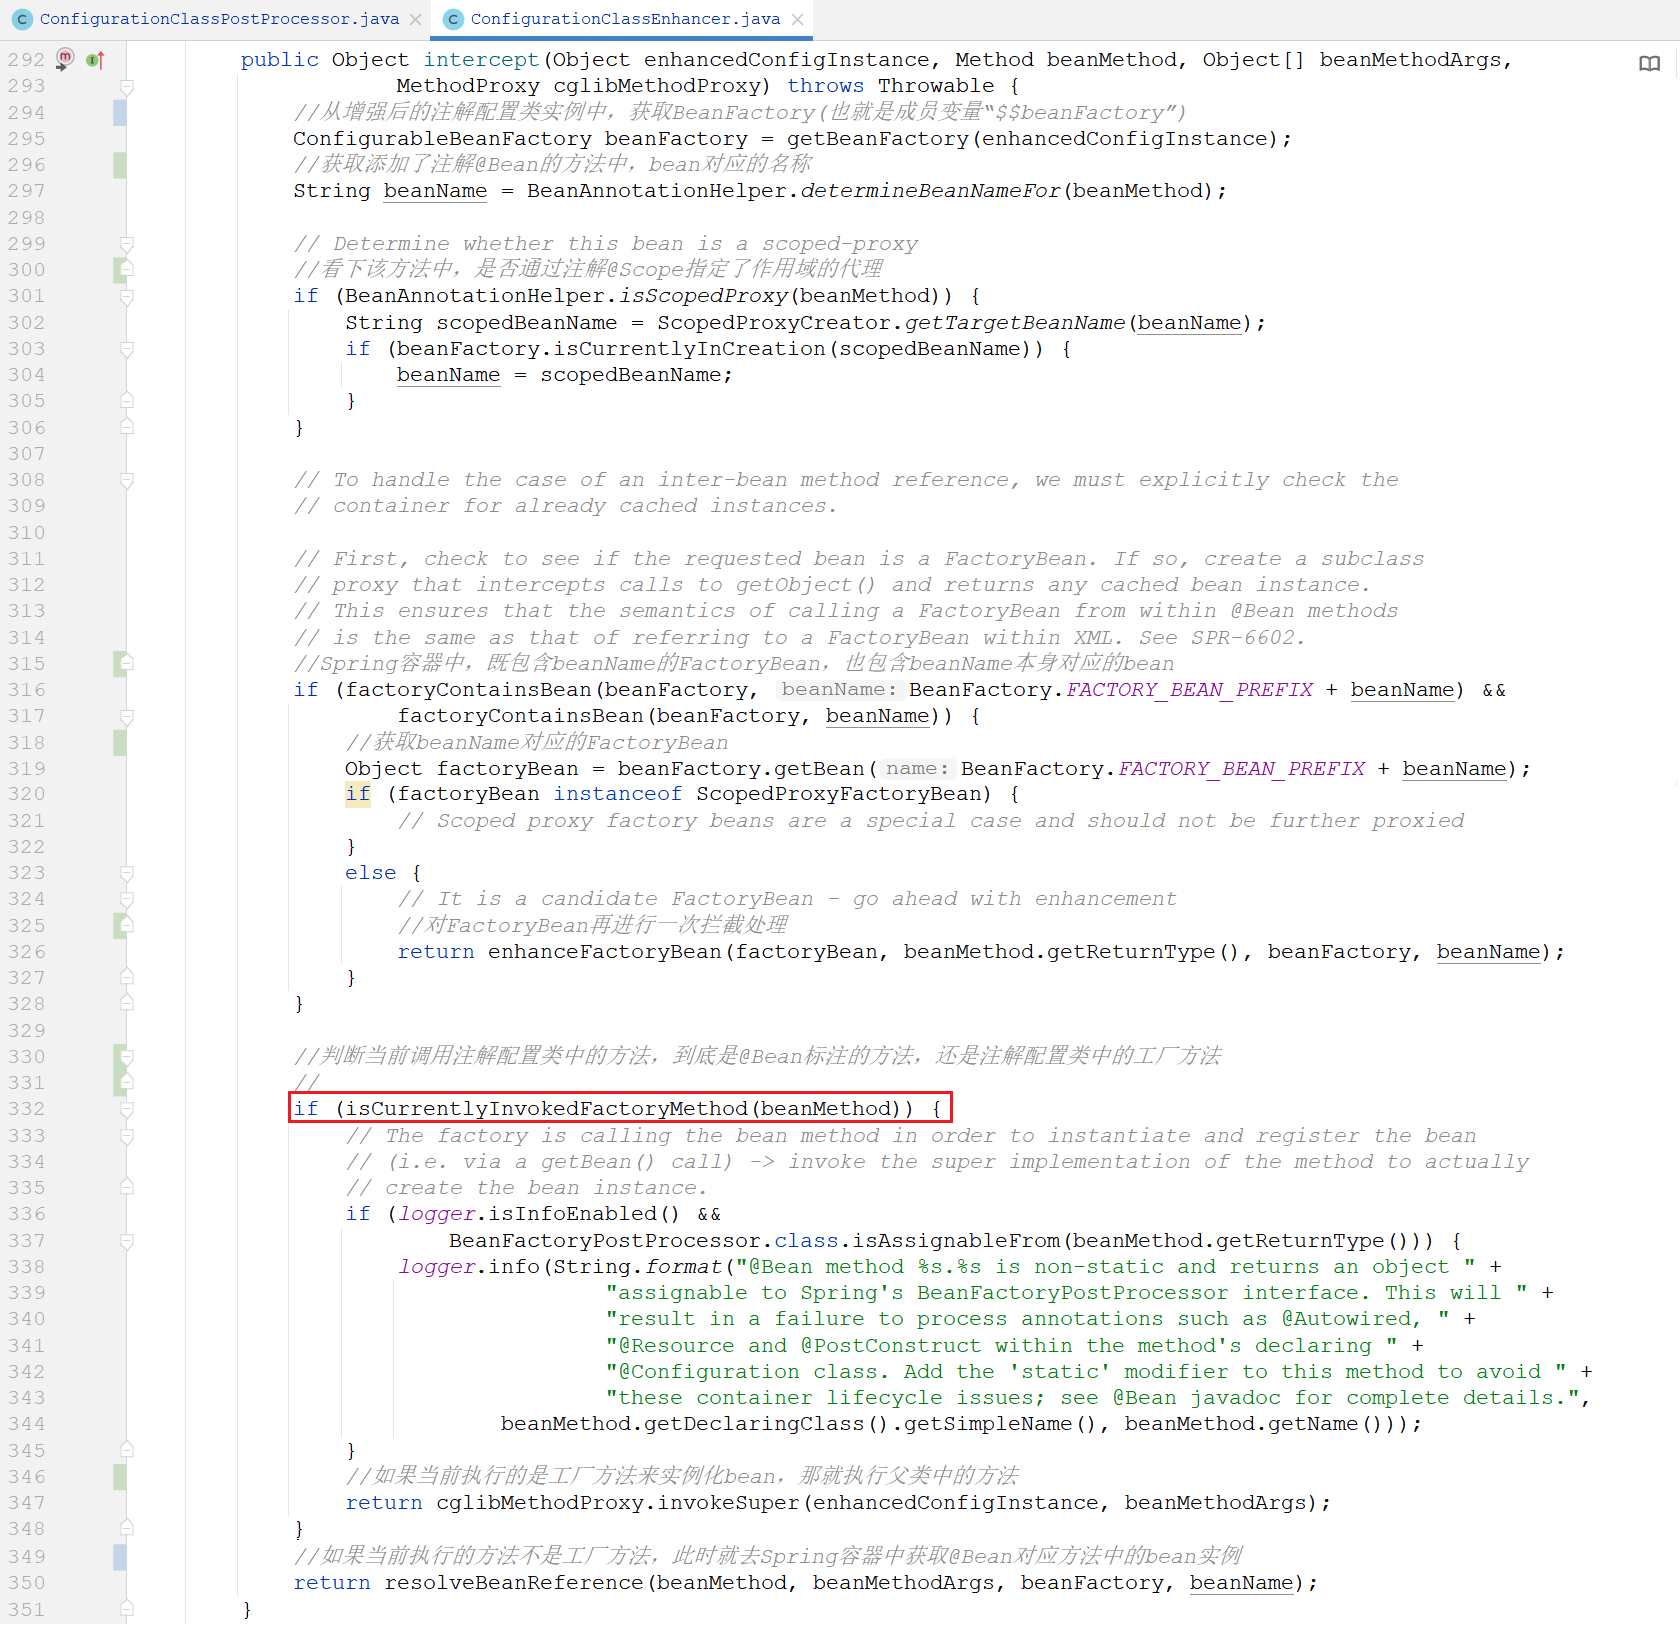 ConfigurationClassPostProcessor.java ConfigurationClassEnhancer.java
292 public Object intercept(Object enhancedConfigInstance, Method beanMethod, Object[] beanMethodArgs,
293 MethodProxy cglibMethodProxy) throws Throwable {
294 //从增强后的注解配置类实例中，获取BeanFactory(也就是成员变量“$$beanFactory”)
295 ConfigurableBeanFactory beanFactory = getBeanFactory(enhancedConfigInstance);
296 //获取添加了注解@Bean的方法中，bean对应的名称
297 String beanName = BeanAnnotationHelper.determineBeanNameFor(beanMethod);
298
299 // Determine whether this bean is a scoped-proxy
300 //看下该方法中，是否通过注解@Scope指定了作用域的代理
301 if (BeanAnnotationHelper.isScopedProxy(beanMethod)) {
302 String scopedBeanName = ScopedProxyCreator.getTargetBeanName(beanName);
303 if (beanFactory.isCurrentlyInCreation(scopedBeanName)) {
304 beanName = scopedBeanName;
305 }
306 }
307
308 // To handle the case of an inter-bean method reference, we must explicitly check the
309 // container for already cached instances.
310
311 // First, check to see if the requested bean is a FactoryBean. If so, create a subclass
312 // proxy that intercepts calls to getObject() and returns any cached bean instance.
313 // This ensures that the semantics of calling a FactoryBean from within @Bean methods
314 // is the same as that of referring to a FactoryBean within XML. See SPR-6602.
315 //Spring容器中，既包含beanName的FactoryBean，也包含beanName本身对应的bean
316 if (factoryContainsBean(beanFactory, beanName: BeanFactory.FACTORY_BEAN_PREFIX + beanName) &&
317 factoryContainsBean(beanFactory, beanName)) {
318 //获取beanName对应的FactoryBean
319 Object factoryBean = beanFactory.getBean( name: BeanFactory.FACTORY_BEAN_PREFIX + beanName);
320 if (factoryBean instanceof ScopedProxyFactoryBean) {
321 // Scoped proxy factory beans are a special case and should not be further proxied
322 }
323 else {
324 // It is a candidate FactoryBean - go ahead with enhancement
325 //对FactoryBean再进行一次拦截处理
326 return enhanceFactoryBean(factoryBean, beanMethod.getReturnType(), beanFactory, beanName);
327 }
328 }
329
330 //判断当前调用注解配置类中的方法，到底是@Bean标注的方法，还是注解配置类中的工厂方法
331 //
332 if (isCurrentlyInvokedFactoryMethod(beanMethod)) {
333 // The factory is calling the bean method in order to instantiate and register the bean
334 // (i.e. via a getBean() call) -> invoke the super implementation of the method to actually
335 // create the bean instance.
336 if (logger.isInfoEnabled() &&
337 BeanFactoryPostProcessor.class.isAssignableFrom(beanMethod.getReturnType())) {
338 logger.info(String.format("@Bean method %s.%s is non-static and returns an object " +
339 "assignable to Spring's BeanFactoryPostProcessor interface. This will " +
340 "result in a failure to process annotations such as @Autowired, " +
341 "@Resource and @PostConstruct within the method's declaring " +
342 "@Configuration class. Add the 'static' modifier to this method to avoid " +
343 "these container lifecycle issues; see @Bean javadoc for complete details.",
344 beanMethod.getDeclaringClass().getSimpleName(), beanMethod.getName()));
345 }
346 //如果当前执行的是工厂方法来实例化bean，那就执行父类中的方法
347 return cglibMethodProxy.invokeSuper(enhancedConfigInstance, beanMethodArgs);
348 }
349 //如果当前执行的方法不是工厂方法，此时就去Spring容器中获取@Bean对应方法中的bean实例
350 return resolveBeanReference(beanMethod, beanMethodArgs, beanFactory, beanName);
351 }